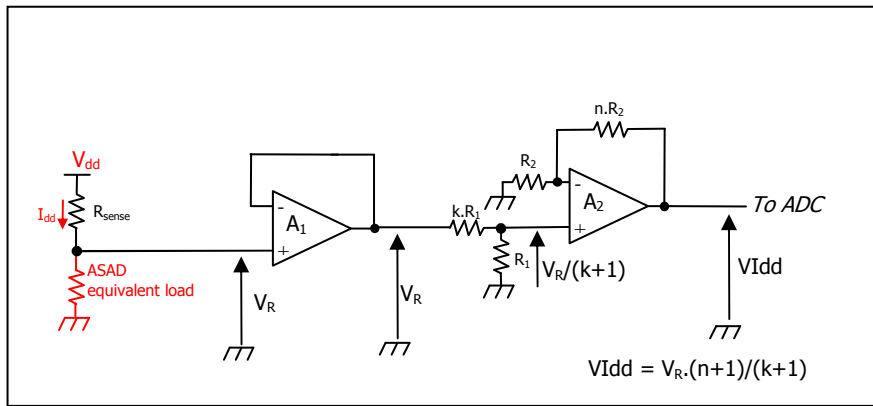 n.R2
Vdd
R2
-
A2
Idd
Rsense
-
A1
k.R1
To ADC
+
+
R1
VR/(k+1)
ASAD
equivalent load
VR
VR
VIdd
VIdd = VR.(n+1)/(k+1)